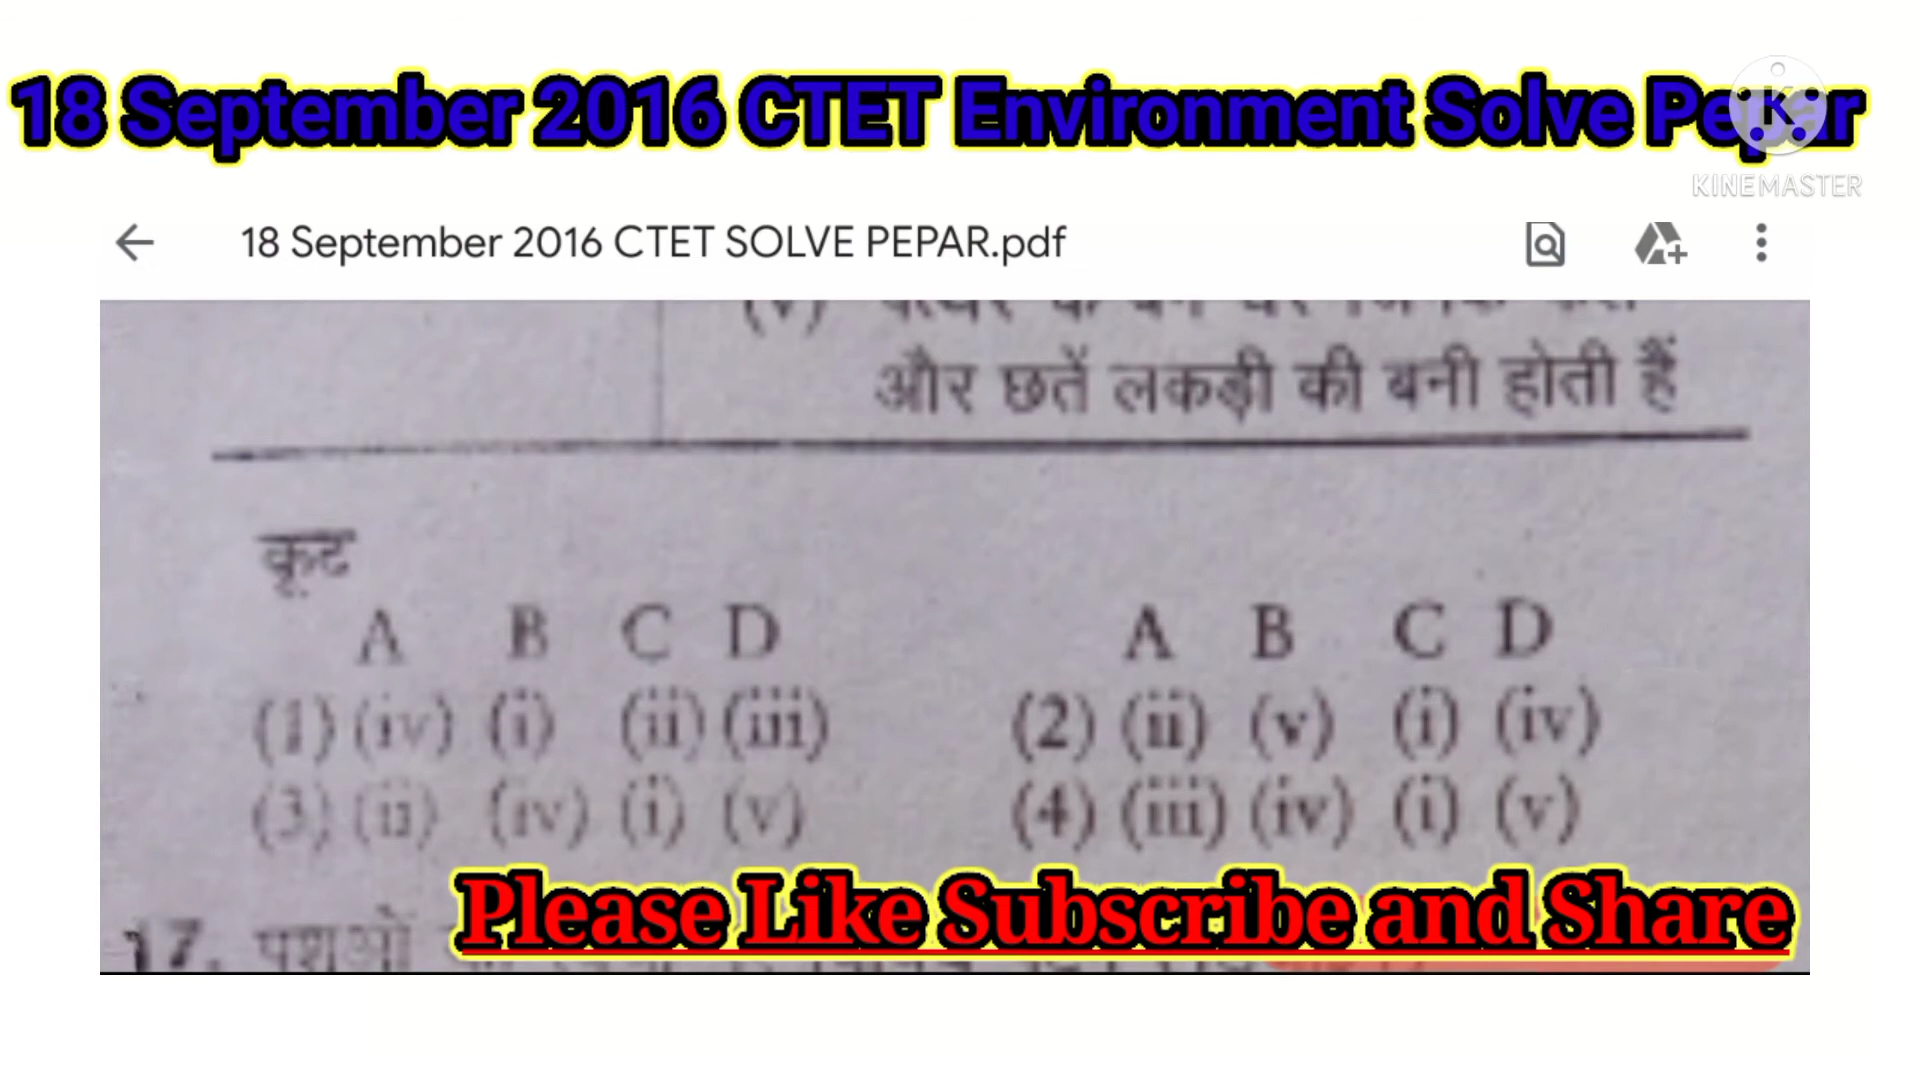 18 September 2016 CTET Environment Solve Pepar
KINEMASTER
18 September 2016 CTET SOLVE PEPAR.pdf
(v)
और छतें लकड़ी की बनी होती हैं
कूट
A B C D A B C D
(1) (iv) (i) (ii) (iii) (2) (ii) (v) (i) (iv)
(3) (ii) (iv) (i) (v) (4) (iii) (iv) (i) (v)
17. पशुओं
Please Like Subscribe and Share